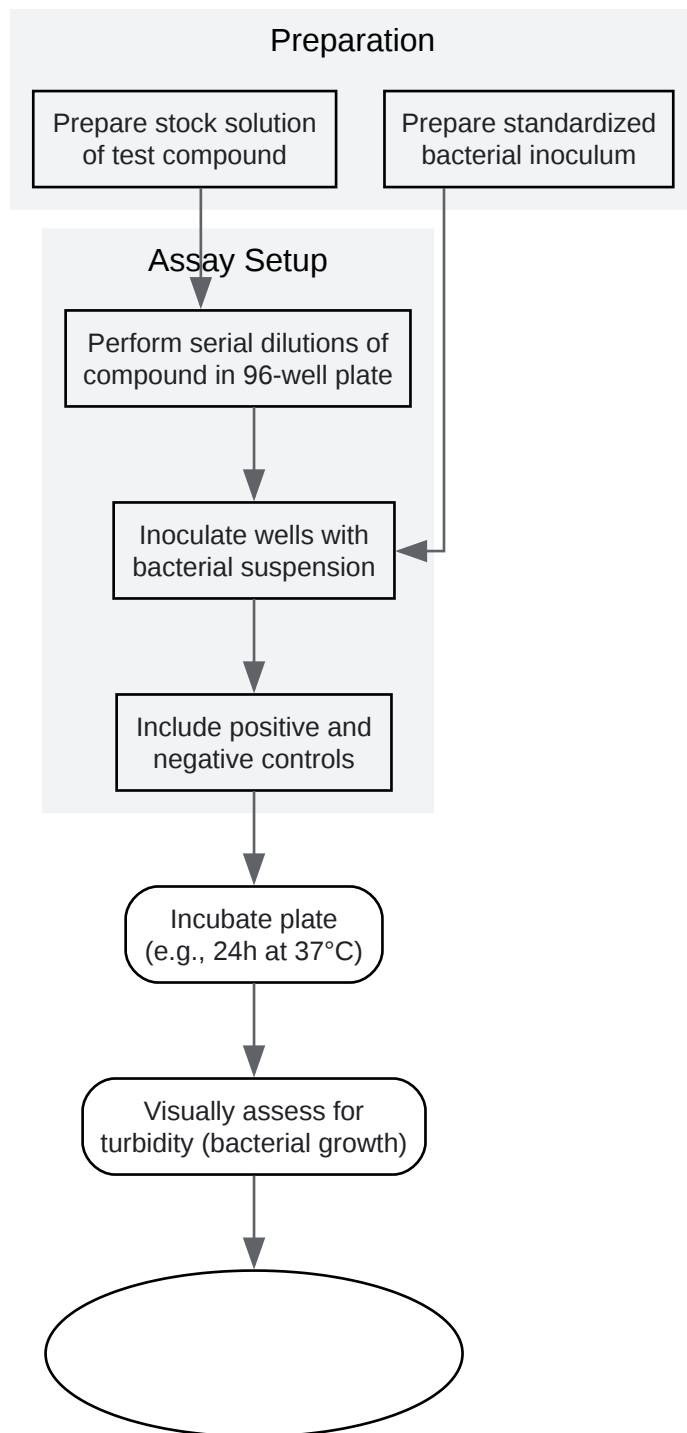 Preparation
Prepare stock solution
of test compound
Prepare standardized
bacterial inoculum
Assay Setup
Perform serial dilutions of
compound in 96-well plate
Inoculate wells with
bacterial suspension
Include positive and
negative controls
Incubate plate
(e.g., 24h at 37°C)
Visually assess for
turbidity (bacterial growth)